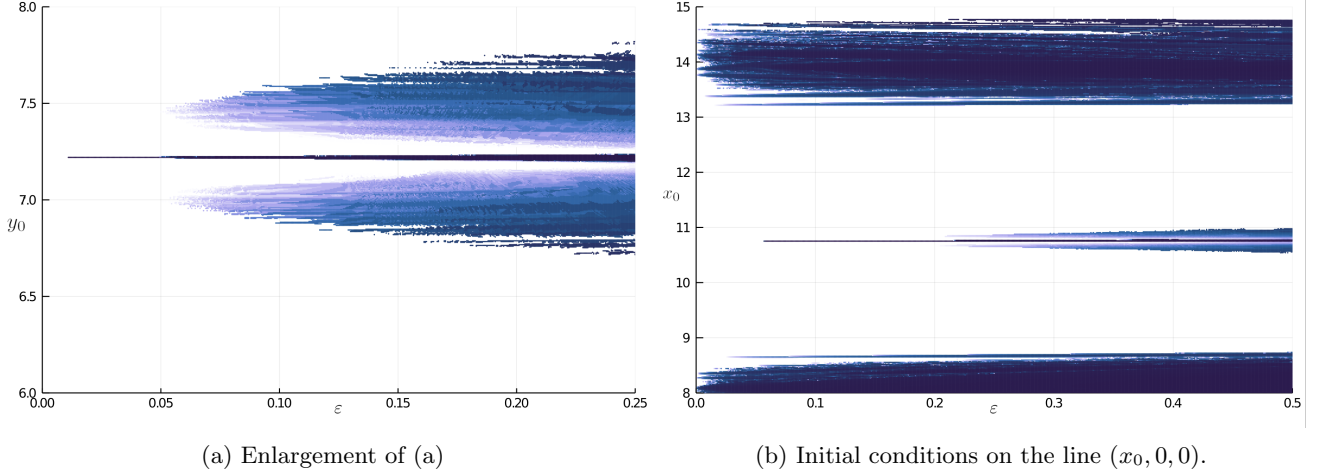 8.0
7.5
7.0
y₀
6.5
6.0
0.00 0.05 0.10 0.15 0.20 0.25
ε
15
14
13
12
x₀
11
10
9
8
0.0 0.1 0.2 0.3 0.4 0.5
ε
(a) Enlargement of (a)
(b) Initial conditions on the line (x₀, 0, 0).